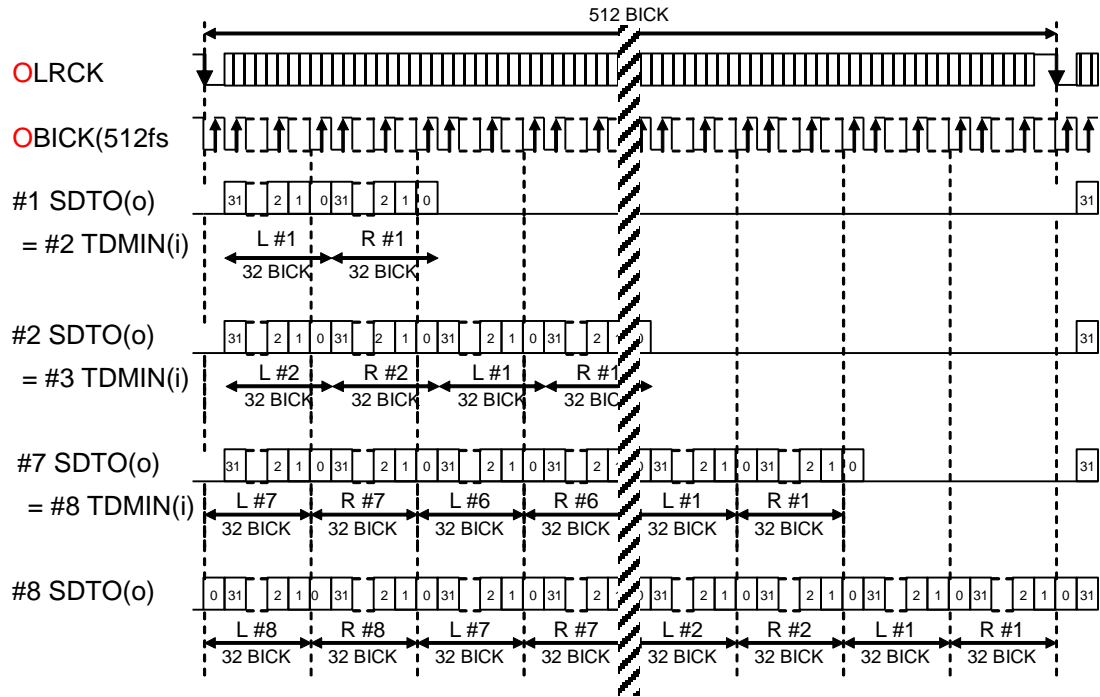 512 BICK
OLRCK
OBICK(512fs
#1 SDTO(o)
31 2 1 0 31 2 1 0 31
= #2 TDMIN(i)
L #1 R #1
32 BICK 32 BICK
#2 SDTO(o)
31 2 1 0 31 2 1 0 31 2 1 0 31 2 0 31
= #3 TDMIN(i)
L #2 R #2 L #1 R #1
32 BICK 32 BICK 32 BICK 32 BICK
#7 SDTO(o)
31 2 1 0 31 2 1 0 31 2 1 0 31 2 0 31 2 1 0 31 2 1 0 31
= #8 TDMIN(i)
L #7 R #7 L #6 R #6 L #1 R #1
32 BICK 32 BICK 32 BICK 32 BICK 32 BICK 32 BICK
#8 SDTO(o)
0 31 2 1 0 31 2 1 0 31 2 1 0 31 2 31 2 1 0 31 2 1 0 31 2 1 0 31 2 1 0 31
L #8 R #8 L #7 R #7 L #2 R #2 L #1 R #1
32 BICK 32 BICK 32 BICK 32 BICK 32 BICK 32 BICK 32 BICK 32 BICK